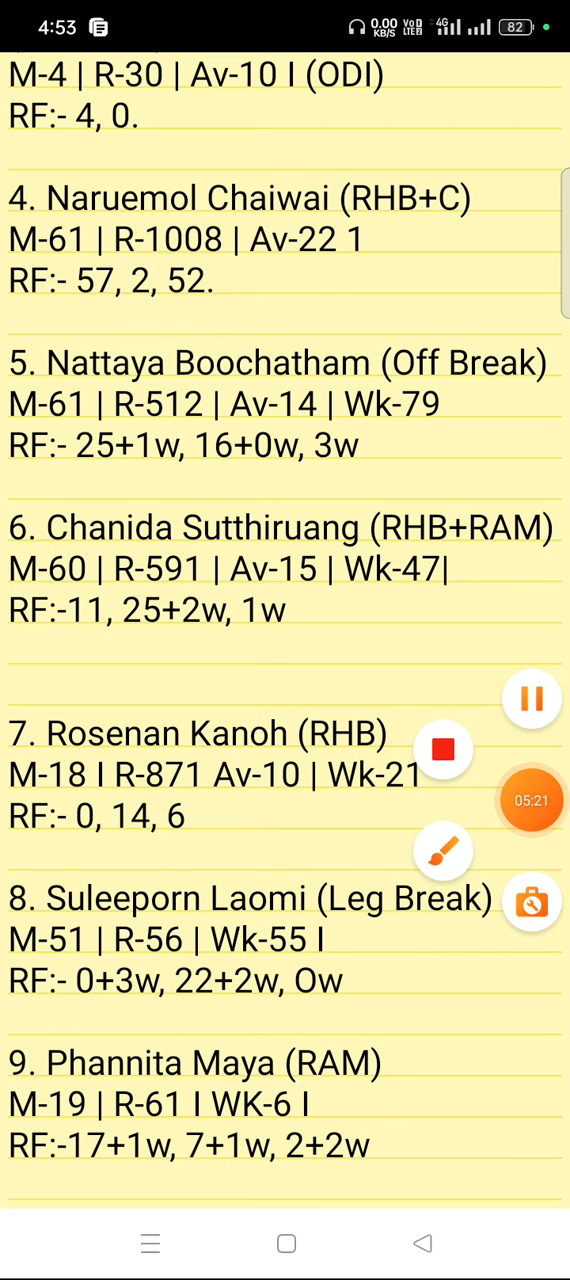 4:53 0.00 KB/S VoD LTE2 4G 82
M-4 | R-30 | Av-10 I (ODI)
RF:- 4, 0.
4. Naruemol Chaiwai (RHB+C)
M-61 | R-1008 | Av-22 1
RF:- 57, 2, 52.
5. Nattaya Boochatham (Off Break)
M-61 | R-512 | Av-14 | Wk-79
RF:- 25+1w, 16+0w, 3w
6. Chanida Sutthiruang (RHB+RAM)
M-60 | R-591 | Av-15 | Wk-47|
RF:-11, 25+2w, 1w
7. Rosenan Kanoh (RHB)
M-18 I R-871 Av-10 | Wk-21
05:21
RF:- 0, 14, 6
8. Suleeporn Laomi (Leg Break)
M-51 | R-56 | Wk-55 I
RF:- 0+3w, 22+2w, Ow
9. Phannita Maya (RAM)
M-19 | R-61 I WK-6 I
RF:-17+1w, 7+1w, 2+2w